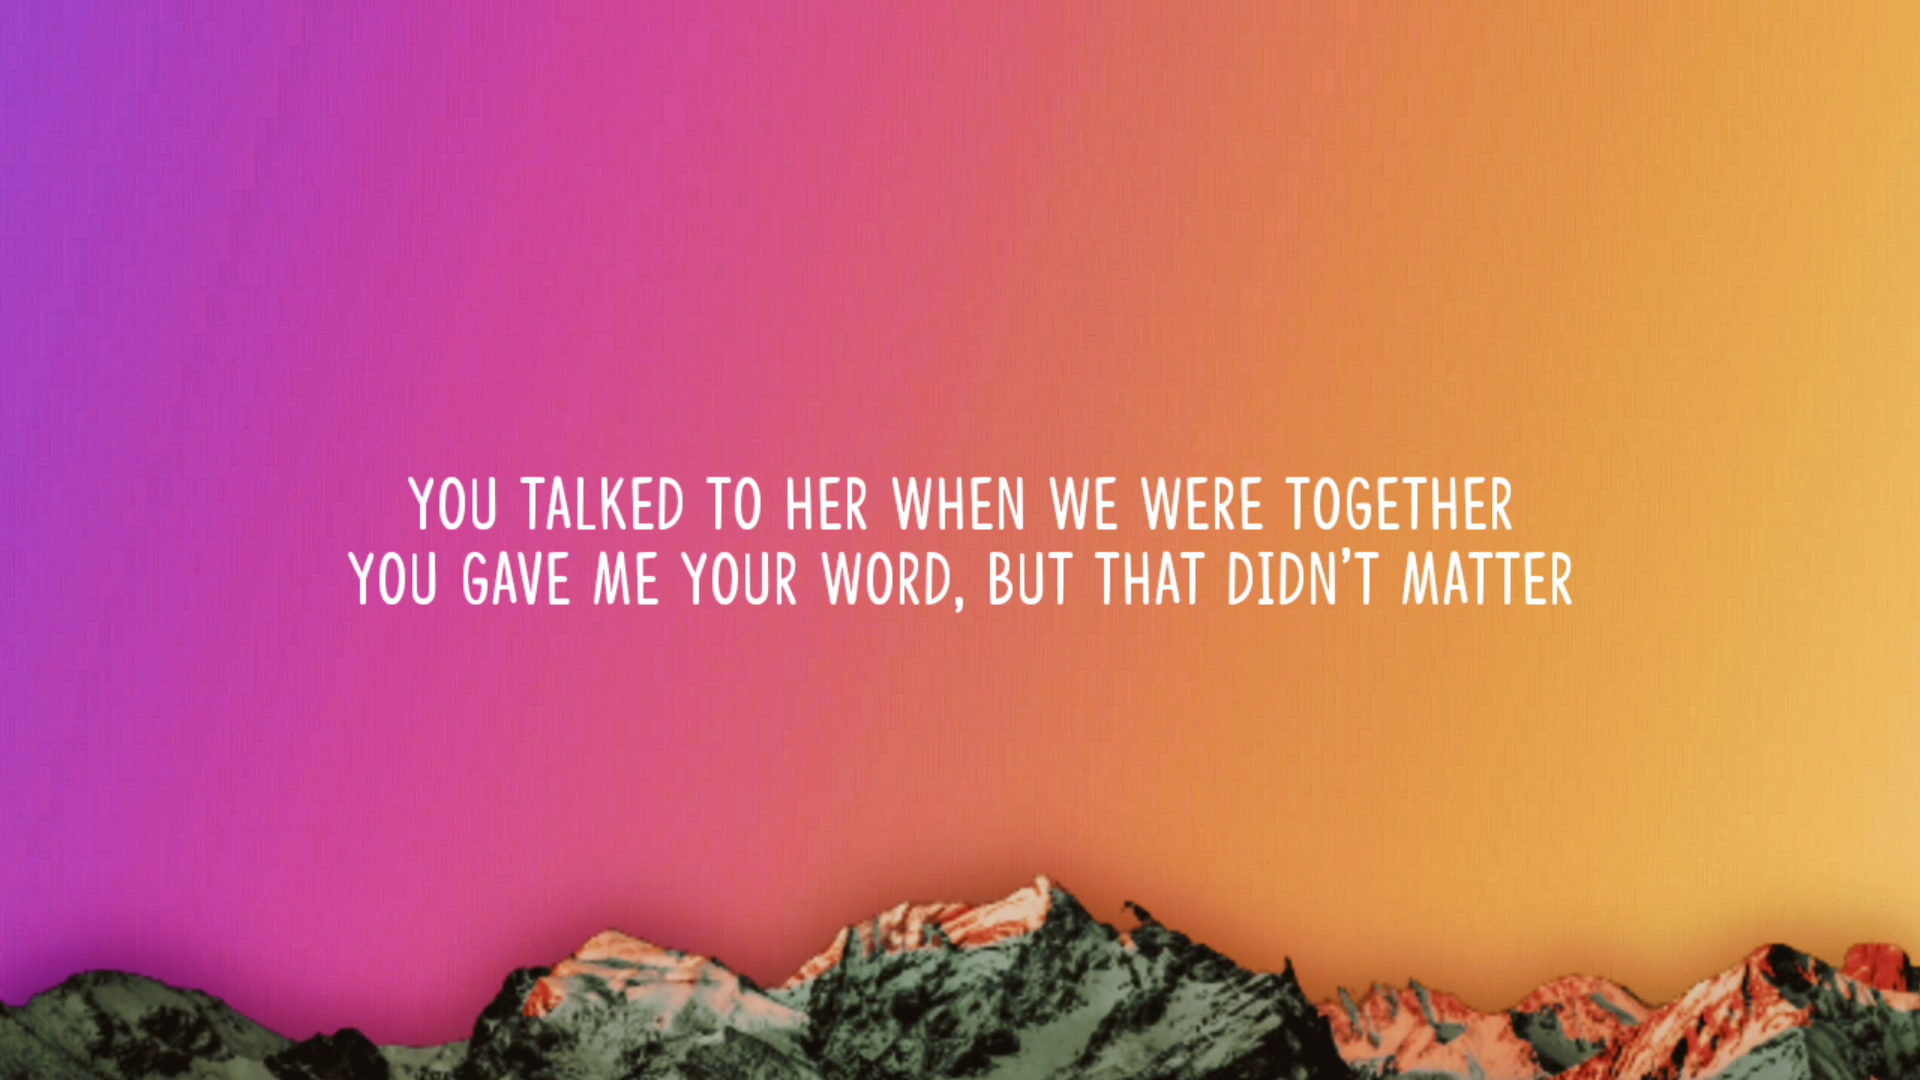 YOU TALKED TO HER WHEN WE WERE TOGETHER
YOU GAVE ME YOUR WORD, BUT THAT DIDN'T MATTER